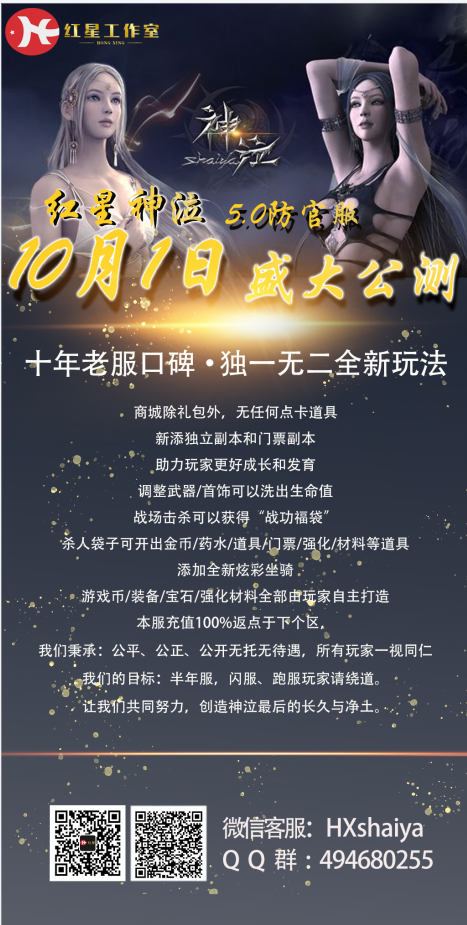 红星工作室
HONG XING
神泣
shaiya
红星神泣 5.0防官服
10月1日 盛大公测
十年老服口碑·独一无二全新玩法
商城除礼包外，无任何点卡道具
新添独立副本和门票副本
助力玩家更好成长和发育
调整武器/首饰可以洗出生命值
战场击杀可以获得“战功福袋”
杀人袋子可开出金币/药水/道具/门票/强化/材料等道具
添加全新炫彩坐骑
游戏币/装备/宝石/强化材料全部由玩家自主打造
本服充值100%返点于下个区，
我们秉承：公平、公正、公开无托无待遇，所有玩家一视同仁
我们的目标：半年服，闪服、跑服玩家请绕道。
让我们共同努力，创造神泣最后的长久与净土。
微信客服：HXshaiya
QQ群：494680255